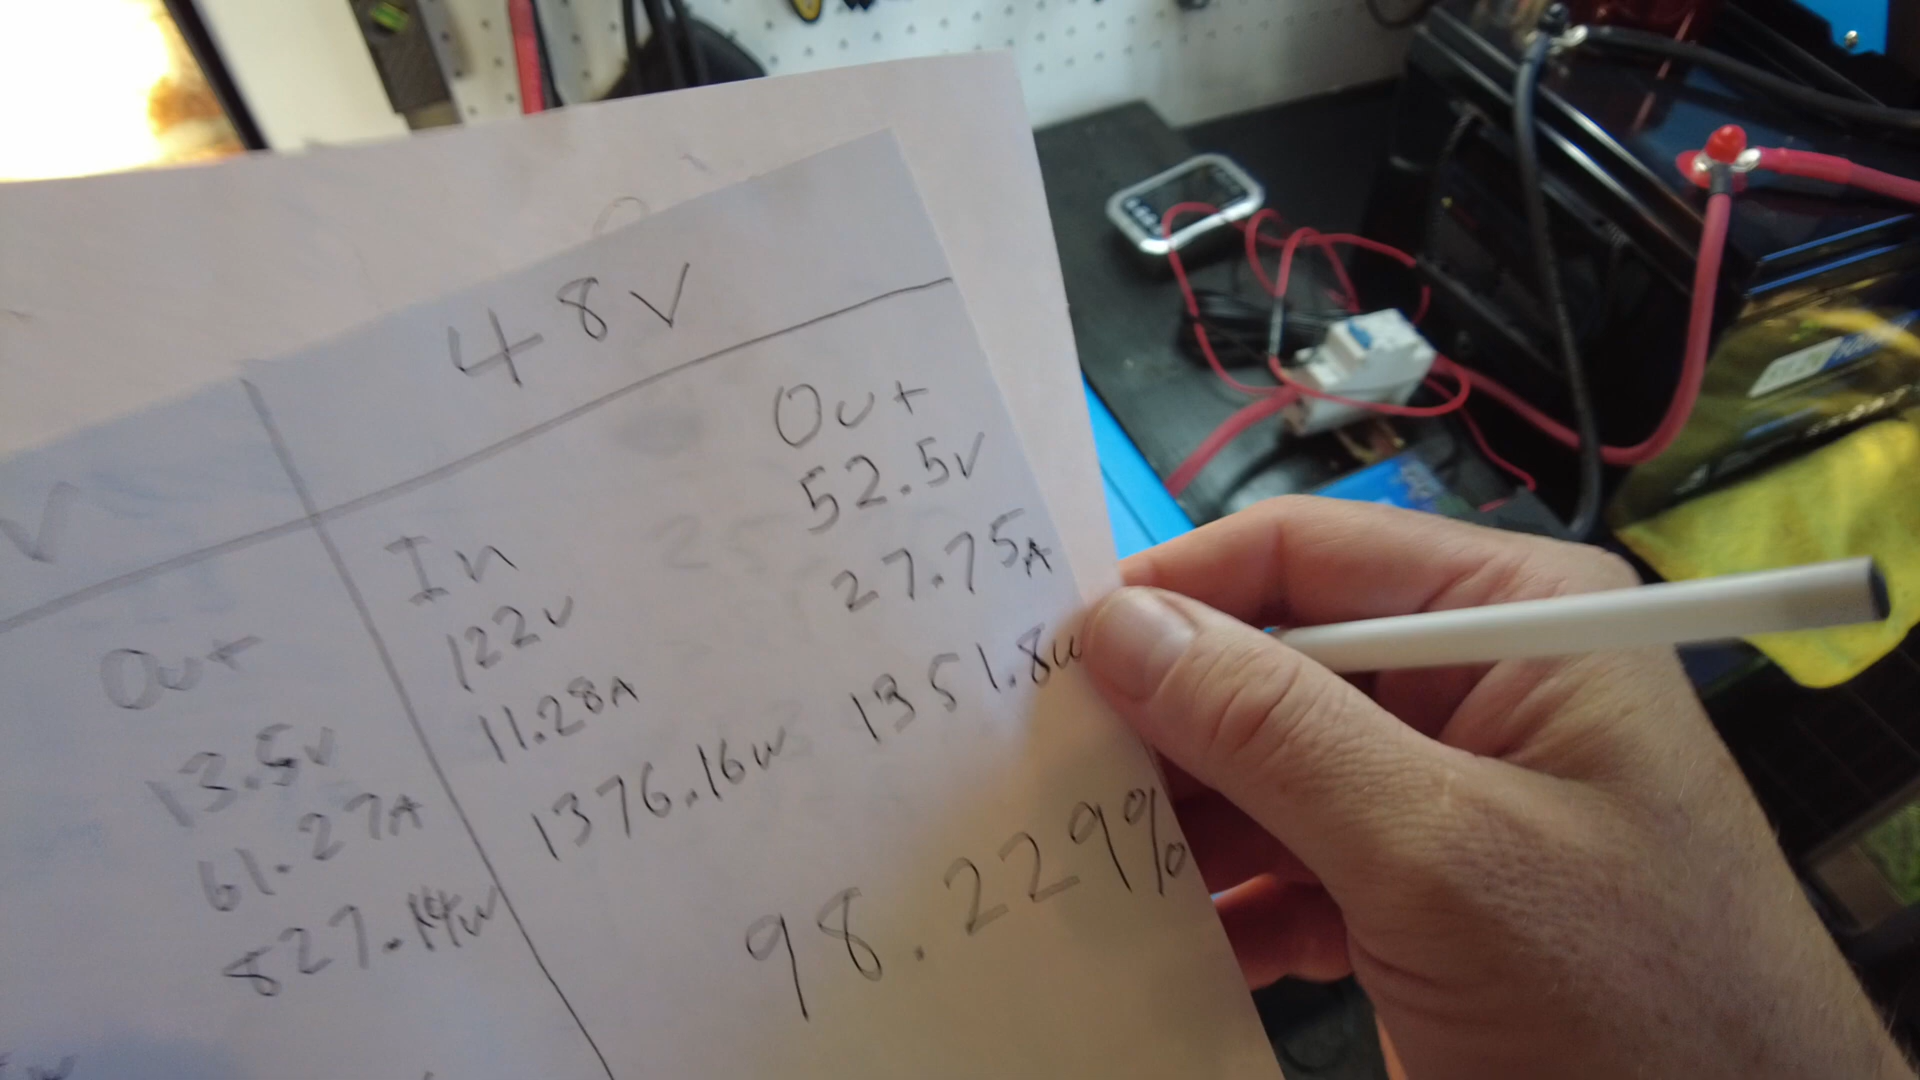 48V
Out
13.5v
61.27A
827.14w
In
122v
11.28A
1376.16w
Out
52.5v
27.75A
1351.8w
98.229%